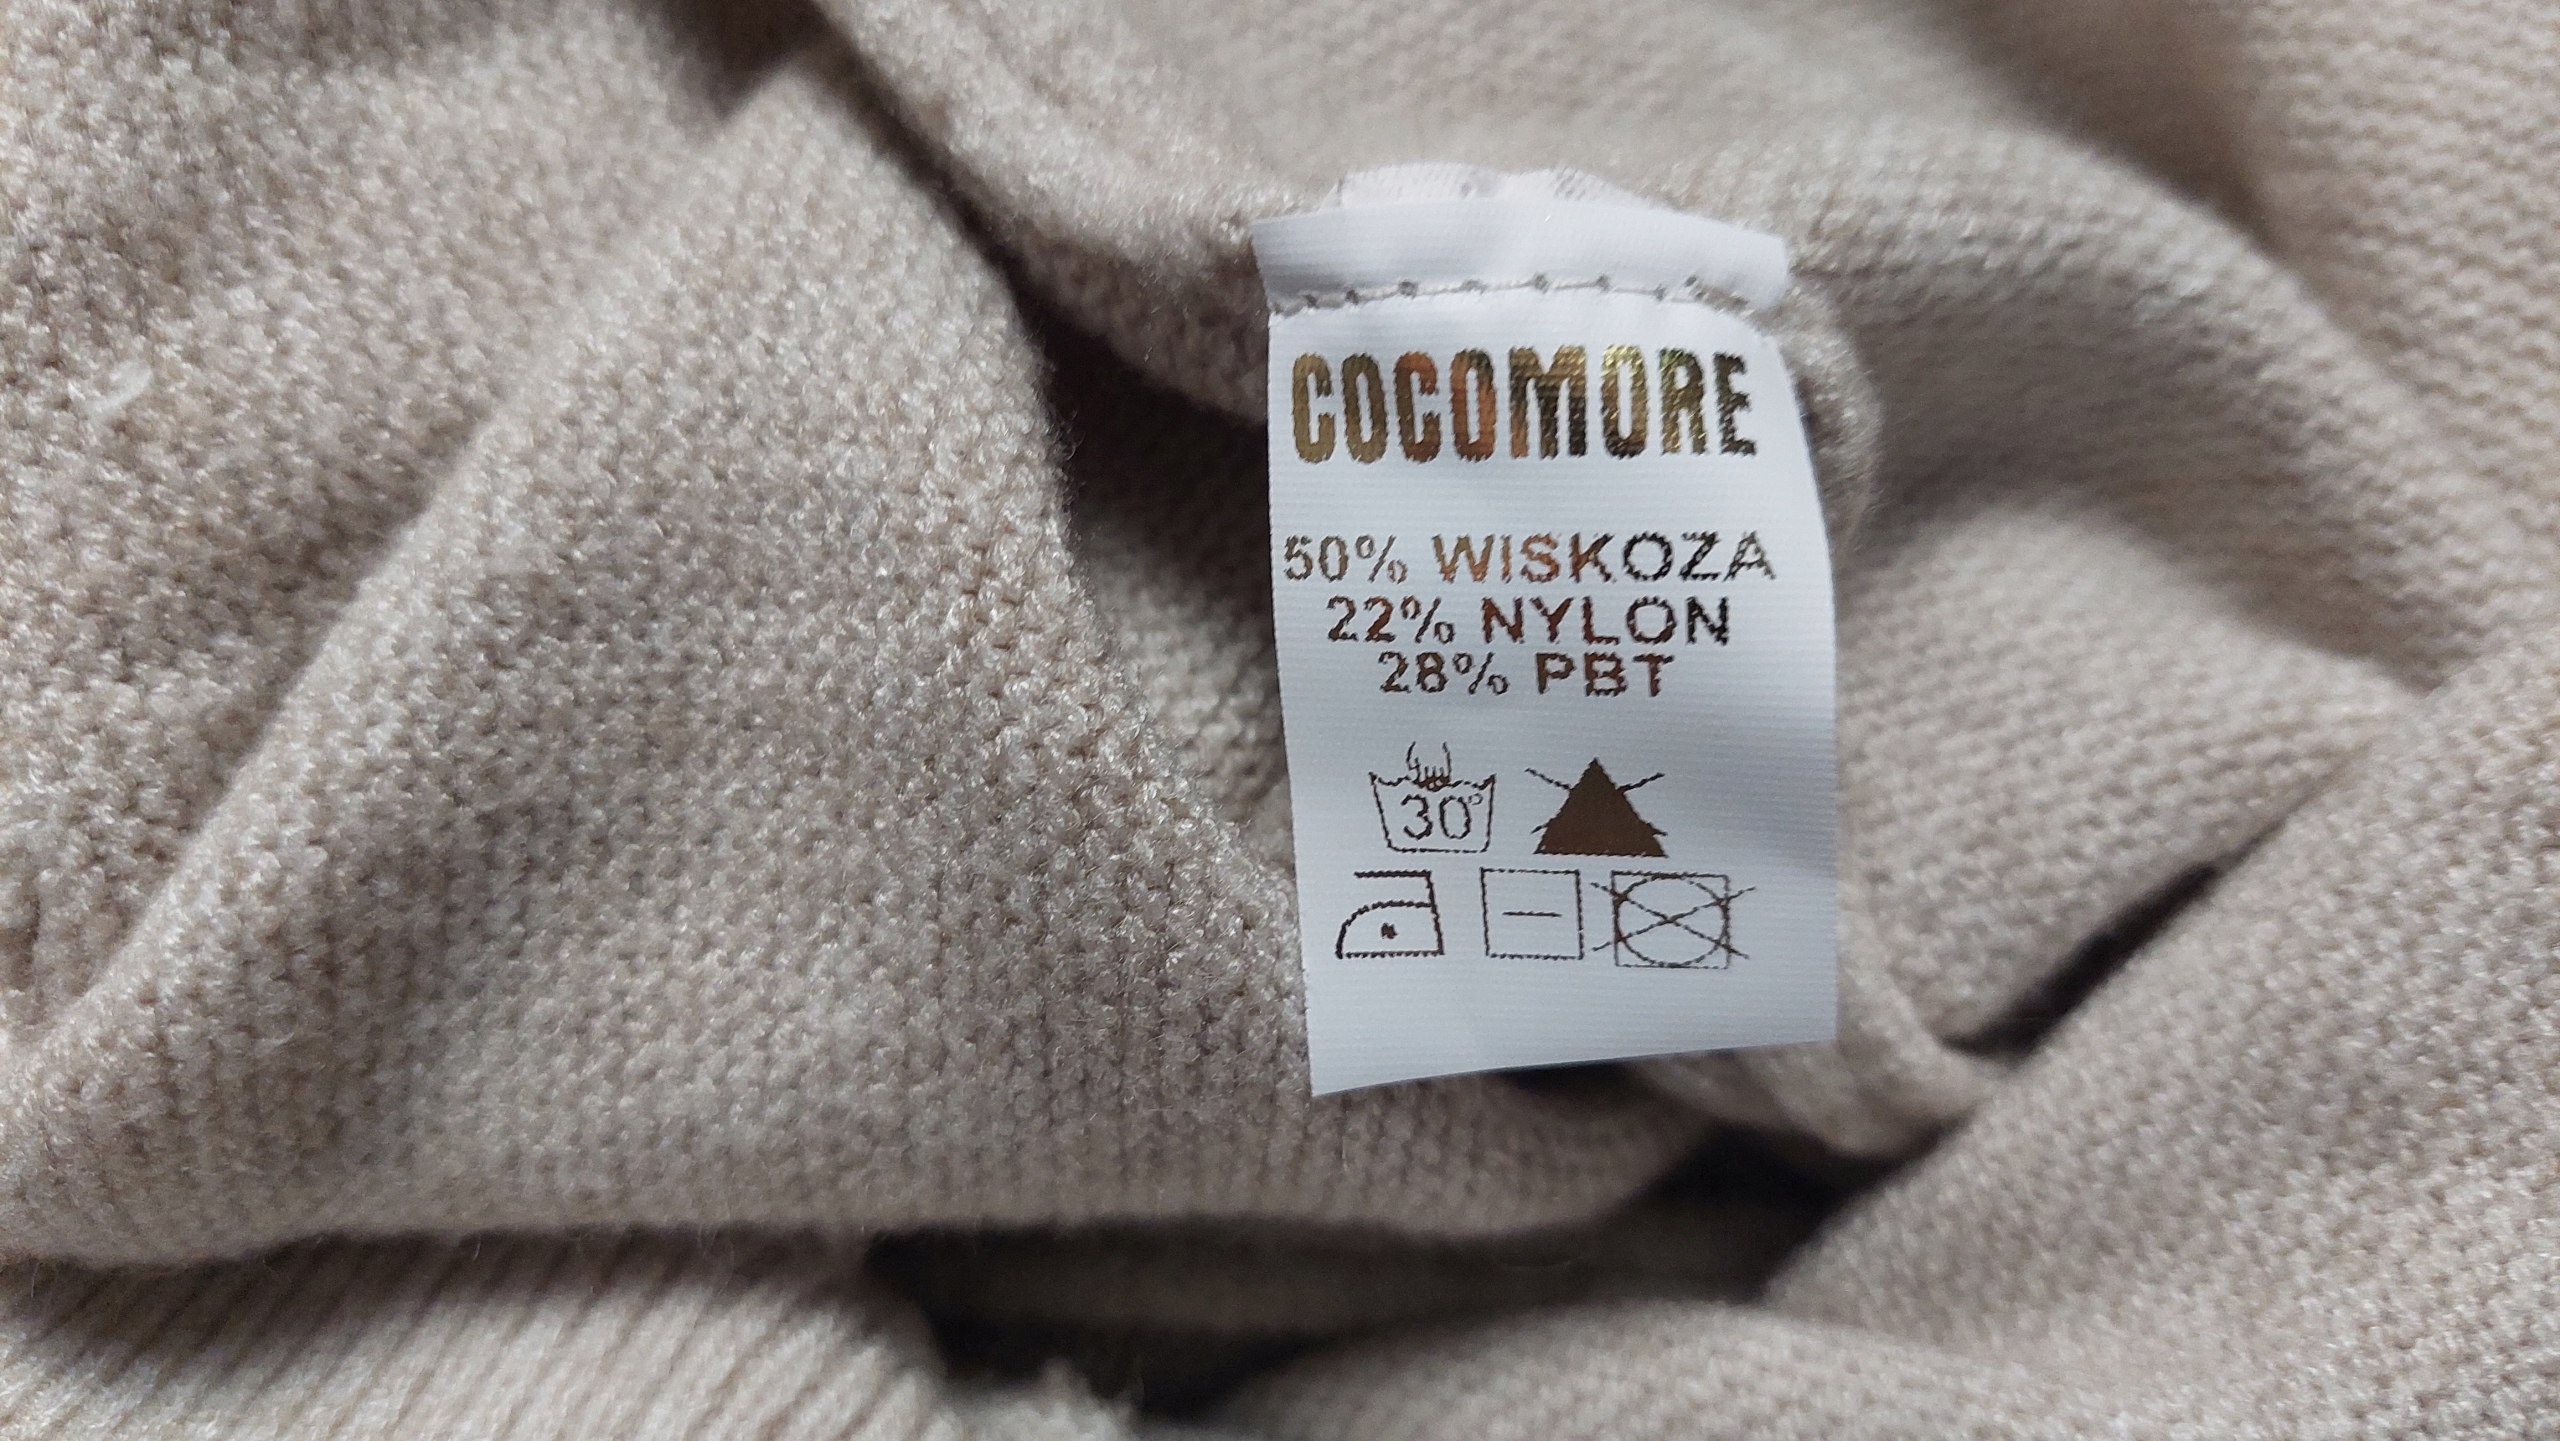 COCOMORE
50% WISKOZA
22% NYLON
28% PBT
30°